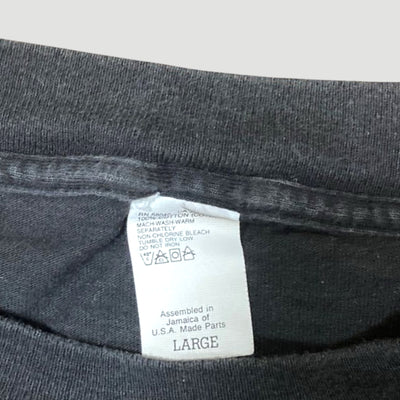 MACH WASH WARM
SEPARATELY
NON CHLORINE BLEACH
TUMBLE DRY LOW
DO NOT IRON
Assembled in
Jamaica of
U.S.A. Made Parts
LARGE